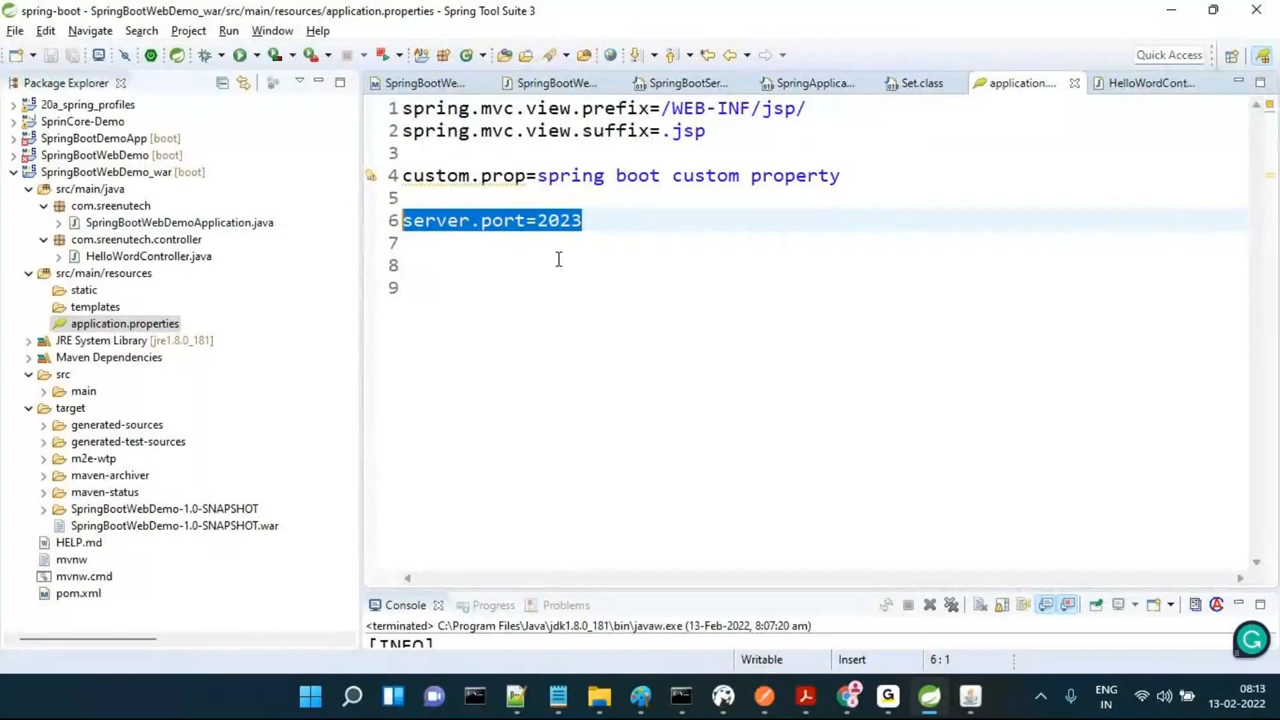 spring-boot - SpringBootWebDemo_war/src/main/resources/application.properties - Spring Tool Suite 3
File Edit Navigate Search Project Run Window Help
Quick Access
Package Explorer
SpringBootWe...
SpringBootWe...
SpringBootSer...
SpringApplica...
Set.class
application....
HelloWordCont...
20a_spring_profiles
SprinCore-Demo
SpringBootDemoApp [boot]
SpringBootWebDemo [boot]
SpringBootWebDemo_war [boot]
src/main/java
com.sreenutech
SpringBootWebDemoApplication.java
com.sreenutech.controller
HelloWordController.java
src/main/resources
static
templates
application.properties
JRE System Library [jre1.8.0_181]
Maven Dependencies
src
main
target
generated-sources
generated-test-sources
m2e-wtp
maven-archiver
maven-status
SpringBootWebDemo-1.0-SNAPSHOT
SpringBootWebDemo-1.0-SNAPSHOT.war
HELP.md
mvnw
mvnw.cmd
pom.xml
1 spring.mvc.view.prefix=/WEB-INF/jsp/
2 spring.mvc.view.suffix=.jsp
3
4 custom.prop=spring boot custom property
5
6 server.port=2023
7
8
9
Console Progress Problems
<terminated> C:\Program Files\Java\jdk1.8.0_181\bin\javaw.exe (13-Feb-2022, 8:07:20 am)
[INFO]
Writable Insert 6 : 1
ENG
IN
08:13
13-02-2022